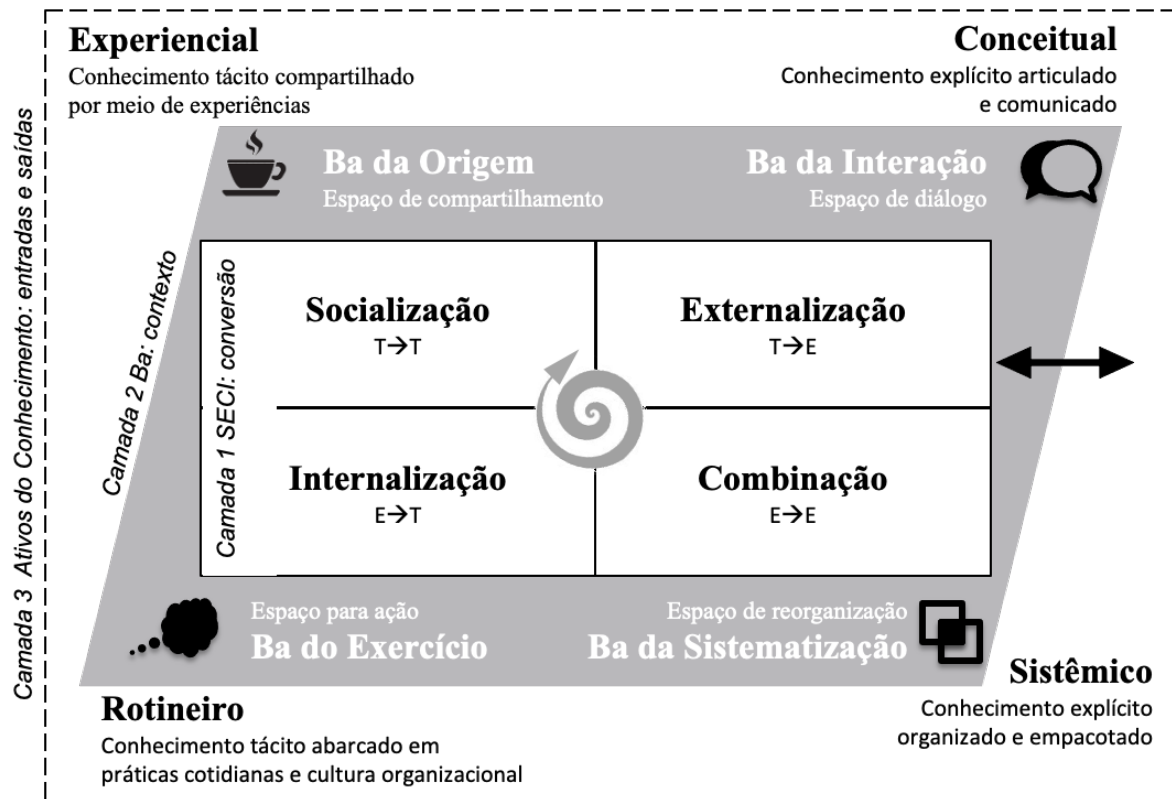 Experiencial
Conhecimento tácito compartilhado
por meio de experiências
Conceitual
Conhecimento explícito articulado
e comunicado
Ba da Origem
Espaço de compartilhamento
Ba da Interação
Espaço de diálogo
Camada 3 Ativos do Conhecimento: entradas e saídas
Camada 2 Ba: contexto
Camada 1 SECI: conversão
Socialização
T→T
Externalização
T→E
Internalização
E→T
Combinação
E→E
Espaço para ação
Ba do Exercício
Espaço de reorganização
Ba da Sistematização
Rotineiro
Conhecimento tácito abarcado em
práticas cotidianas e cultura organizacional
Sistêmico
Conhecimento explícito
organizado e empacotado